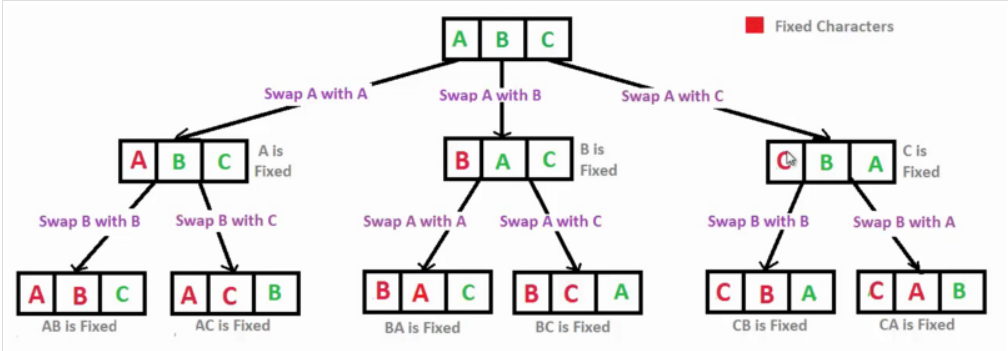 A B C
Fixed Characters
Swap A with A
Swap A with B
Swap A with C
A B C
A is
Fixed
B A C
B is
Fixed
C B A
C is
Fixed
Swap B with B
Swap B with C
Swap A with A
Swap A with C
Swap B with B
Swap B with A
A B C
A C B
B A C
B C A
C B A
C A B
AB is Fixed
AC is Fixed
BA is Fixed
BC is Fixed
CB is Fixed
CA is Fixed